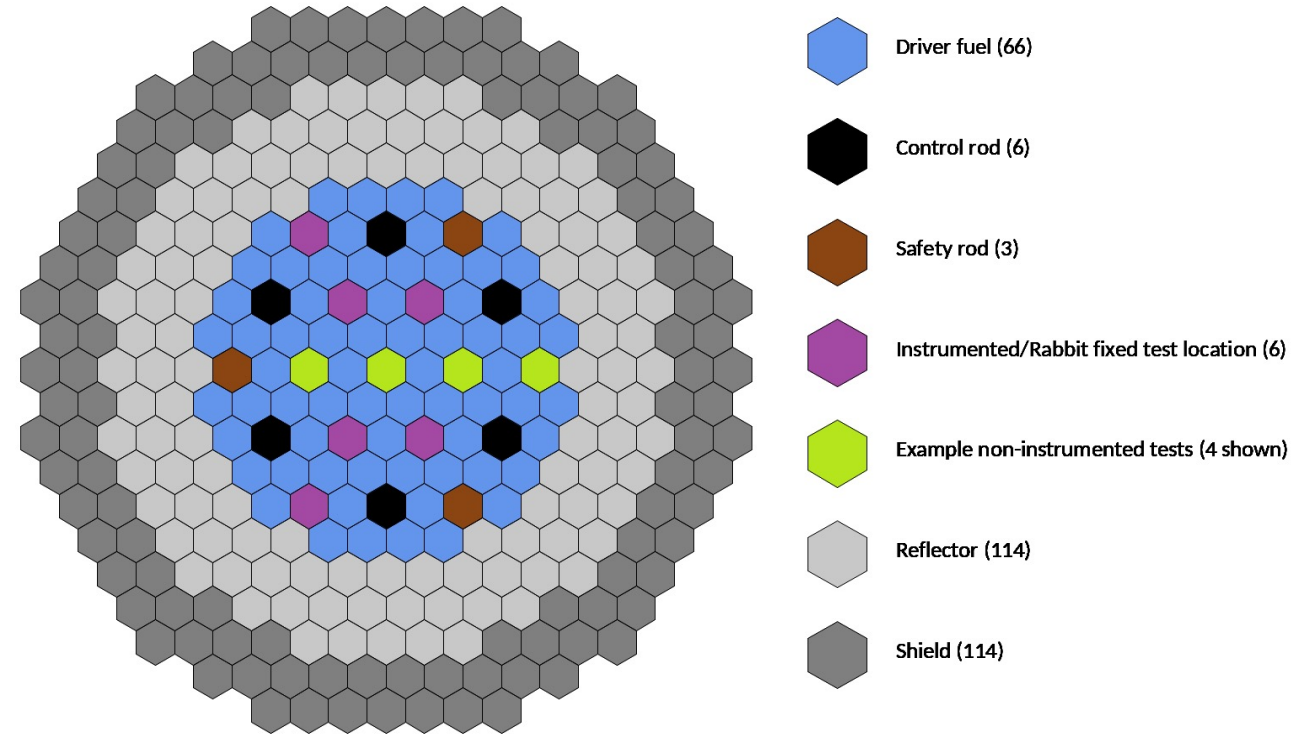 Driver fuel (66)
Control rod (6)
Safety rod (3)
Instrumented/Rabbit fixed test location (6)
Example non-instrumented tests (4 shown)
Reflector (114)
Shield (114)